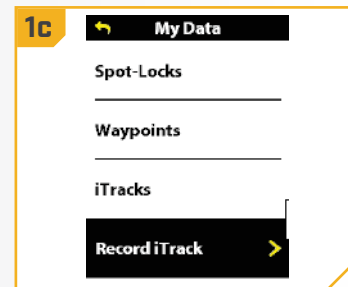 1c
My Data
Spot-Locks
Waypoints
iTracks
Record iTrack